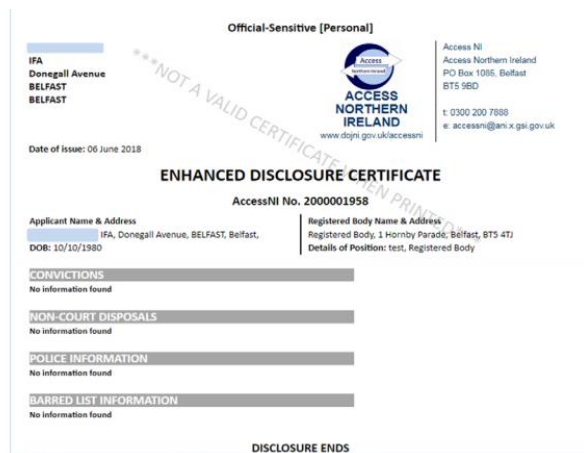 Official-Sensitive [Personal]
IFA
Donegall Avenue
BELFAST
BELFAST
Access
Northern Ireland
ACCESS
NORTHERN
IRELAND
www.dojni.gov.uk/accessni
Access NI
Access Northern Ireland
PO Box 1085, Belfast
BT5 9BD
t: 0300 200 7888
e: accessni@ani.x.gsi.gov.uk
***NOT A VALID CERTIFICATE WHEN PRINTED***
Date of issue: 06 June 2018
ENHANCED DISCLOSURE CERTIFICATE
AccessNI No. 2000001958
Applicant Name & Address
IFA, Donegall Avenue, BELFAST, Belfast,
DOB: 10/10/1980
Registered Body Name & Address
Registered Body, 1 Hornby Parade, Belfast, BT5 4TJ
Details of Position: test, Registered Body
CONVICTIONS
No information found
NON-COURT DISPOSALS
No information found
POLICE INFORMATION
No information found
BARRED LIST INFORMATION
No information found
DISCLOSURE ENDS